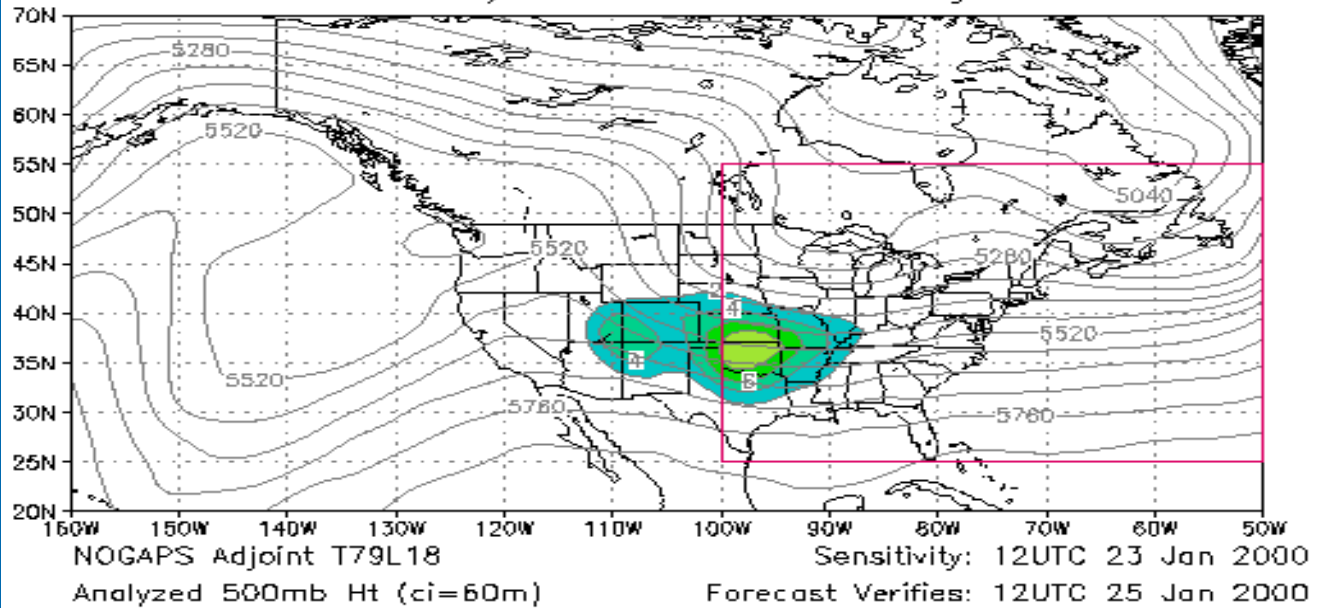 70N
5280
65N
60N
5520
55N
5040
50N
5520
5280
45N
2
40N
4
5520
35N
4
6
5520
30N
5760
5760
25N
20N
160W 150W 140W 130W 120W 110W 100W 90W 80W 70W 60W 50W
NOGAPS Adjoint T79L18 Sensitivity: 12UTC 23 Jan 2000
Analyzed 500mb Ht (ci=60m) Forecast Verifies: 12UTC 25 Jan 2000